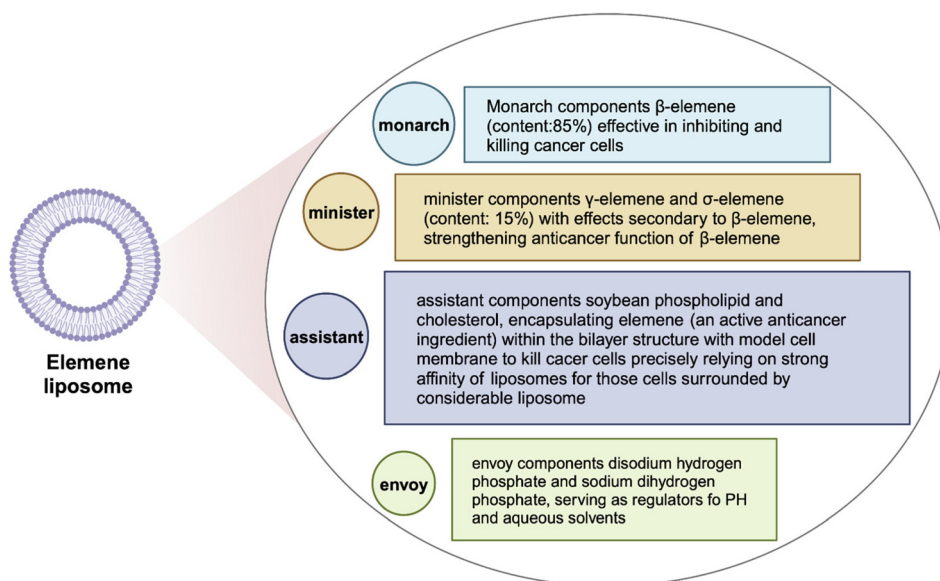 monarch
Monarch components β-elemene
(content:85%) effective in inhibiting and
killing cancer cells
minister
minister components γ-elemene and σ-elemene
(content: 15%) with effects secondary to β-elemene,
strengthening anticancer function of β-elemene
assistant
assistant components soybean phospholipid and
cholesterol, encapsulating elemene (an active anticancer
ingredient) within the bilayer structure with model cell
membrane to kill cacer cells precisely relying on strong
affinity of liposomes for those cells surrounded by
considerable liposome
envoy
envoy components disodium hydrogen
phosphate and sodium dihydrogen
phosphate, serving as regulators fo PH
and aqueous solvents
Elemene
liposome